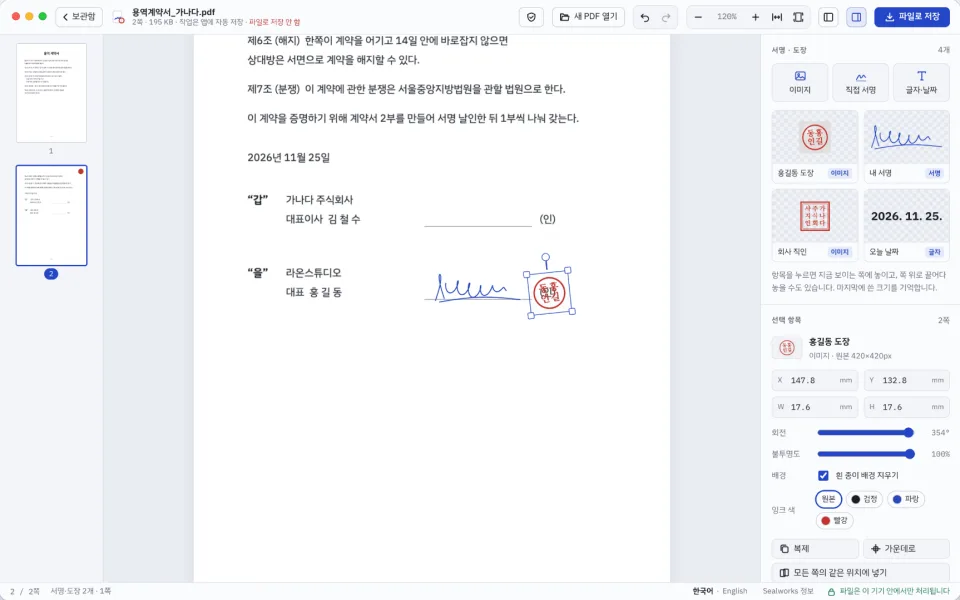 보관함
용역계약서_가나다.pdf
2쪽 · 195 KB · 작업은 앱에 자동 저장 · 파일로 저장 안 함
새 PDF 열기
120%
파일로 저장
1
2
제6조 (해지) 한쪽이 계약을 어기고 14일 안에 바로잡지 않으면
상대방은 서면으로 계약을 해지할 수 있다.
제7조 (분쟁) 이 계약에 관한 분쟁은 서울중앙지방법원을 관할 법원으로 한다.
이 계약을 증명하기 위해 계약서 2부를 만들어 서명 날인한 뒤 1부씩 나눠 갖는다.
2026년 11월 25일
“갑” 가나다 주식회사
대표이사 김 철 수 (인)
“을” 라온스튜디오
대표 홍 길 동
서명 · 도장 4개
이미지 직접 서명 글자·날짜
홍길동 도장 이미지 내 서명 서명
2026. 11. 25.
회사 직인 이미지 오늘 날짜 글자
항목을 누르면 지금 보이는 쪽에 놓이고, 쪽 위로 끌어다
놓을 수도 있습니다. 마지막에 쓴 크기를 기억합니다.
선택 항목 2쪽
홍길동 도장
이미지 · 원본 420×420px
X 147.8 mm Y 132.8 mm
W 17.6 mm H 17.6 mm
회전 354°
불투명도 100%
배경 흰 종이 배경 지우기
잉크 색 원본 검정 파랑
빨강
복제 가운데로
모든 쪽의 같은 위치에 넣기
2 / 2쪽 서명·도장 2개 · 1쪽
한국어 · English Sealworks 정보 파일은 이 기기 안에서만 처리됩니다